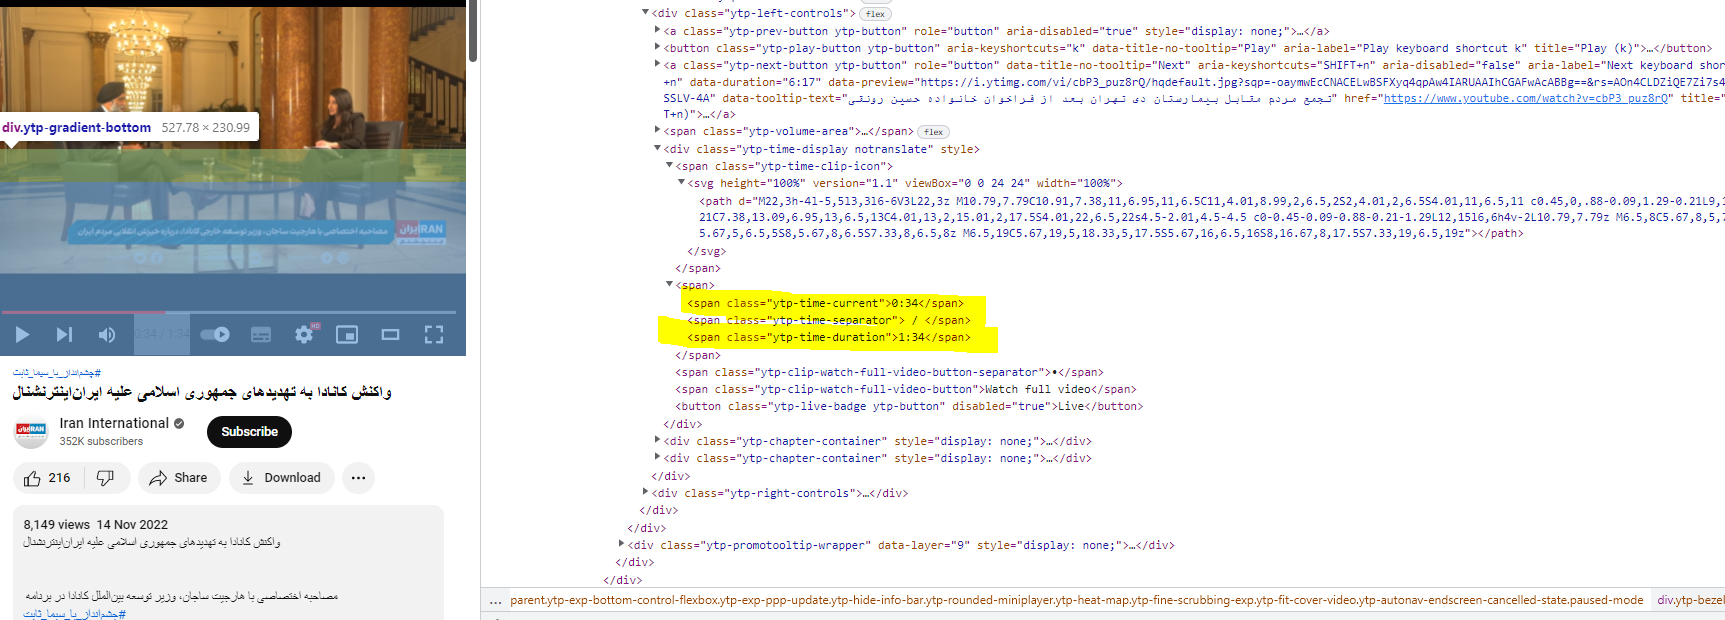 div.ytp-gradient-bottom 527.78 × 230.99
مصاحبه اختصاصی با هارجیت ساجان، وزیر توسعه خارجی کانادا، درباره خیزش انقلابی مردم ایران
IRAN
0:34 / 1:34
HD
#چشم‌انداز_با_سیما_ثابت
واکنش کانادا به تهدیدهای جمهوری اسلامی علیه ایران‌اینترنشنال
Iran International
352K subscribers
Subscribe
216
Share
Download
8,149 views 14 Nov 2022
واکنش کانادا به تهدیدهای جمهوری اسلامی علیه ایران‌اینترنشنال
مصاحبه اختصاصی با هارجیت ساجان، وزیر توسعه بین‌الملل کانادا در برنامه
#چشم‌انداز_با_سیما_ثابت
<div class="ytp-left-controls"> flex
<a class="ytp-prev-button ytp-button" role="button" aria-disabled="true" style="display: none;">…</a>
<button class="ytp-play-button ytp-button" aria-keyshortcuts="k" data-title-no-tooltip="Play" aria-label="Play keyboard shortcut k" title="Play (k)">…</button>
<a class="ytp-next-button ytp-button" role="button" data-title-no-tooltip="Next" aria-keyshortcuts="SHIFT+n" aria-disabled="false" aria-label="Next keyboard shor
+n" data-duration="6:17" data-preview="https://i.ytimg.com/vi/cbP3_puz8rQ/hqdefault.jpg?sqp=-oaymwEcCNACELwBSFXyq4qpAw4IARUAAIhCGAFwAcABBg==&rs=AOn4CLDZiQE7Zi7s4
SSLV-4A" data-tooltip-text="تجمع مردم مقابل بیمارستان دی تهران بعد از فراخوان خانواده حسین رونقی" href="https://www.youtube.com/watch?v=cbP3_puz8rQ" title="
T+n)">…</a>
<span class="ytp-volume-area">…</span> flex
<div class="ytp-time-display notranslate" style>
<span class="ytp-time-clip-icon">
<svg height="100%" version="1.1" viewBox="0 0 24 24" width="100%">
<path d="M22,3h-4l-5,5l3,3l6-6V3L22,3z M10.79,7.79C10.91,7.38,11,6.95,11,6.5C11,4.01,8.99,2,6.5,2S2,4.01,2,6.5S4.01,11,6.5,11 c0.45,0,.88-0.09,1.29-0.21L9,1
21C7.38,13.09,6.95,13,6.5,13C4.01,13,2,15.01,2,17.5S4.01,22,6.5,22s4.5-2.01,4.5-4.5 c0-0.45-0.09-0.88-0.21-1.29L12,15l6,6h4v-2L10.79,7.79z M6.5,8C5.67,8,5,7
5.67,5,6.5,5S8,5.67,8,6.5S7.33,8,6.5,8z M6.5,19C5.67,19,5,18.33,5,17.5S5.67,16,6.5,16S8,16.67,8,17.5S7.33,19,6.5,19z"></path>
</svg>
</span>
<span>
<span class="ytp-time-current">0:34</span>
<span class="ytp-time-separator"> / </span>
<span class="ytp-time-duration">1:34</span>
</span>
<span class="ytp-clip-watch-full-video-button-separator">•</span>
<span class="ytp-clip-watch-full-video-button">Watch full video</span>
<button class="ytp-live-badge ytp-button" disabled="true">Live</button>
</div>
<div class="ytp-chapter-container" style="display: none;">…</div>
<div class="ytp-chapter-container" style="display: none;">…</div>
</div>
<div class="ytp-right-controls">…</div>
</div>
</div>
<div class="ytp-promotooltip-wrapper" data-layer="9" style="display: none;">…</div>
</div>
</div>
... parent.ytp-exp-bottom-control-flexbox.ytp-exp-ppp-update.ytp-hide-info-bar.ytp-rounded-miniplayer.ytp-heat-map.ytp-fine-scrubbing-exp.ytp-fit-cover-video.ytp-autonav-endscreen-cancelled-state.paused-mode div.ytp-bezel